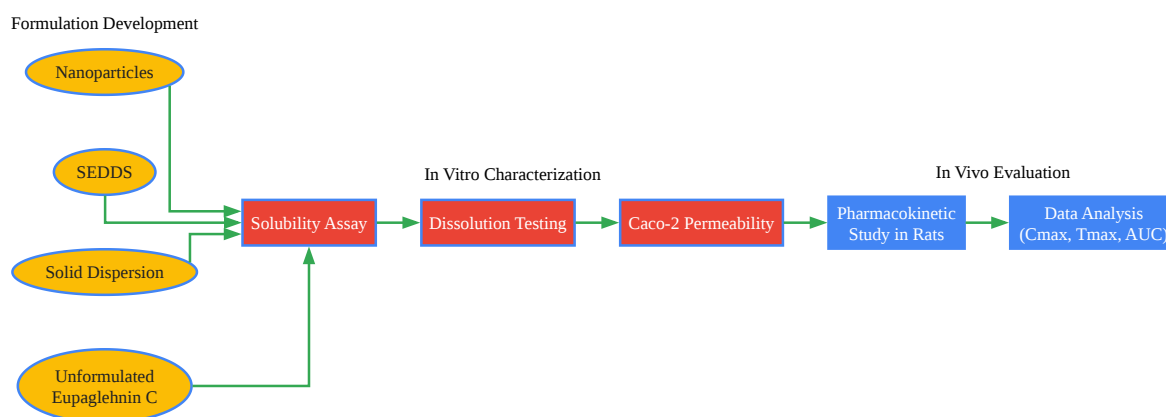 Formulation Development
Nanoparticles
SEDDS
Solid Dispersion
Unformulated
Eupaglehnin C
In Vitro Characterization
Solubility Assay
Dissolution Testing
Caco-2 Permeability
In Vivo Evaluation
Pharmacokinetic
Study in Rats
Data Analysis
(Cmax, Tmax, AUC)